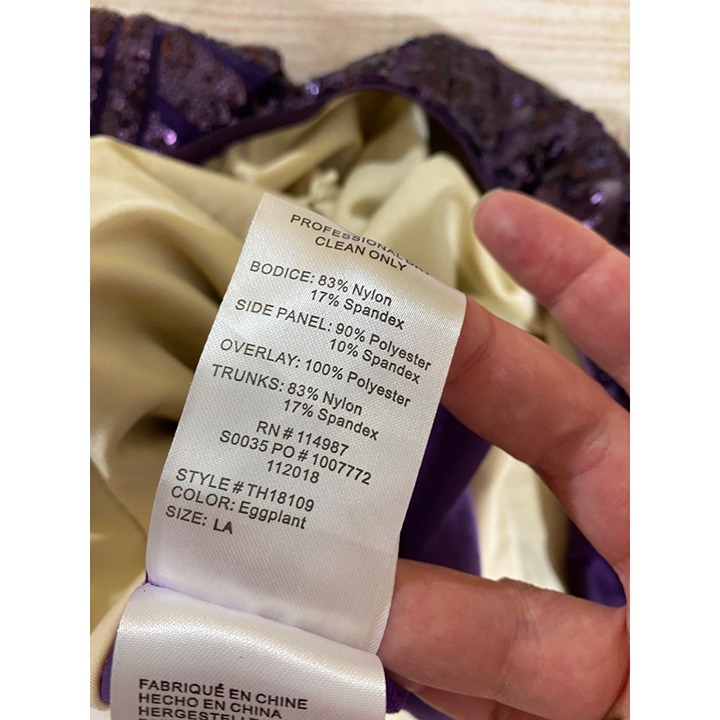 PROFESSIONAL
CLEAN ONLY
BODICE: 83% Nylon
17% Spandex
SIDE PANEL: 90% Polyester
10% Spandex
OVERLAY: 100% Polyester
TRUNKS: 83% Nylon
17% Spandex
RN # 114987
S0035 PO # 1007772
112018
STYLE # TH18109
COLOR: Eggplant
SIZE: LA
FABRIQUÉ EN CHINE
HECHO EN CHINA